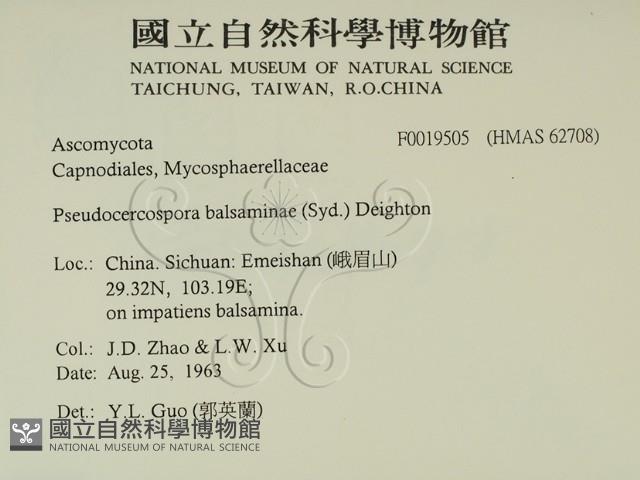 國立自然科學博物館
NATIONAL MUSEUM OF NATURAL SCIENCE
TAICHUNG, TAIWAN, R.O.CHINA
Ascomycota F0019505 (HMAS 62708)
Capnodiales, Mycosphaerellaceae
Pseudocercospora balsaminae (Syd.) Deighton
Loc.: China. Sichuan: Emeishan (峨眉山)
29.32N, 103.19E;
on impatiens balsamina.
Col.: J.D. Zhao & L.W. Xu
Date: Aug. 25, 1963
Det.: Y.L. Guo (郭英蘭)
國立自然科學博物館
NATIONAL MUSEUM OF NATURAL SCIENCE